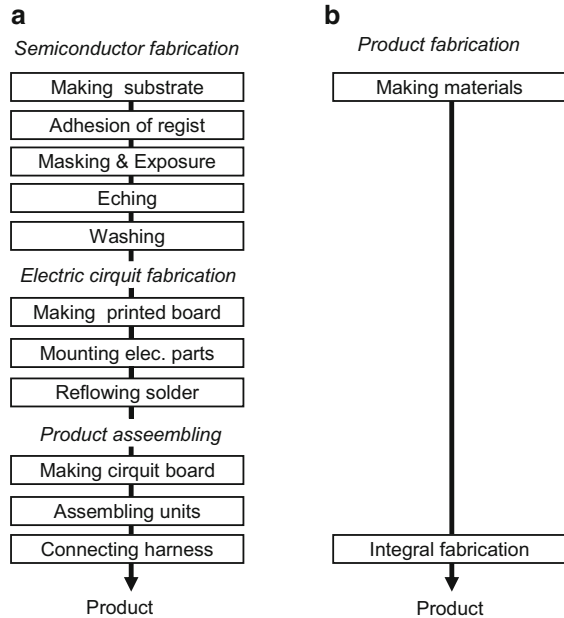 a
Semiconductor fabrication
Making substrate
Adhesion of regist
Masking & Exposure
Eching
Washing
Electric cirquit fabrication
Making printed board
Mounting elec. parts
Reflowing solder
Product asseembling
Making cirquit board
Assembling units
Connecting harness
Product
b
Product fabrication
Making materials
Integral fabrication
Product